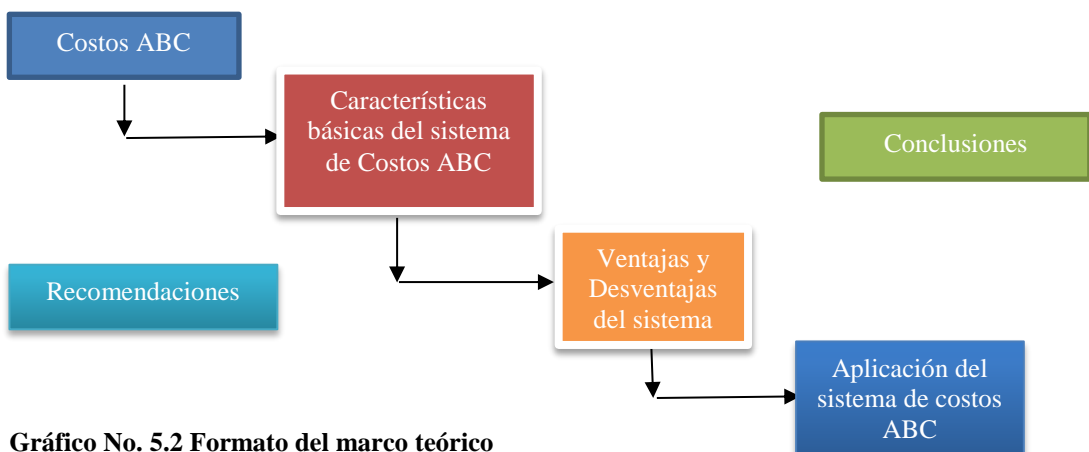 Costos ABC
Características
básicas del sistema
de Costos ABC
Conclusiones
Recomendaciones
Ventajas y
Desventajas
del sistema
Aplicación del
sistema de costos
ABC
Gráfico No. 5.2 Formato del marco teórico